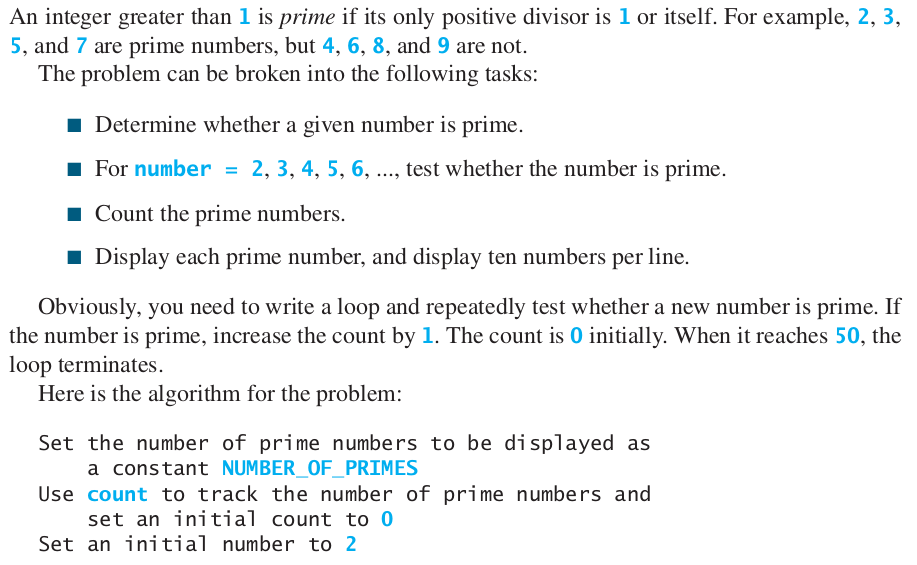 An integer greater than 1 is prime if its only positive divisor is 1 or itself. For example, 2, 3,
5, and 7 are prime numbers, but 4, 6, 8, and 9 are not.
The problem can be broken into the following tasks:
■ Determine whether a given number is prime.
■ For number = 2, 3, 4, 5, 6, ..., test whether the number is prime.
■ Count the prime numbers.
■ Display each prime number, and display ten numbers per line.
Obviously, you need to write a loop and repeatedly test whether a new number is prime. If
the number is prime, increase the count by 1. The count is 0 initially. When it reaches 50, the
loop terminates.
Here is the algorithm for the problem:
Set the number of prime numbers to be displayed as
a constant NUMBER_OF_PRIMES
Use count to track the number of prime numbers and
set an initial count to 0
Set an initial number to 2